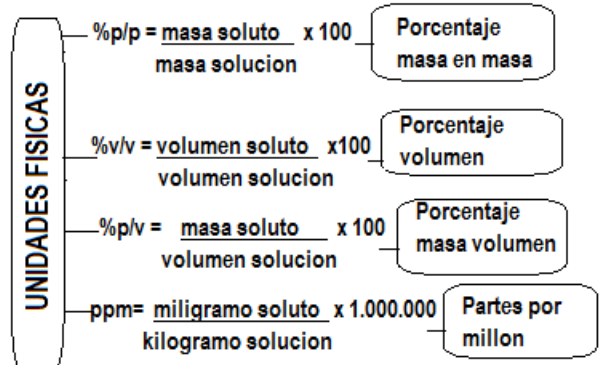 UNIDADES FISICAS
%p/p = masa soluto x 100
masa solucion
Porcentaje
masa en masa
%v/v = volumen soluto x100
volumen solucion
Porcentaje
volumen
%p/v = masa soluto x 100
volumen solucion
Porcentaje
masa volumen
ppm= miligramo soluto x 1.000.000
kilogramo solucion
Partes por
millon